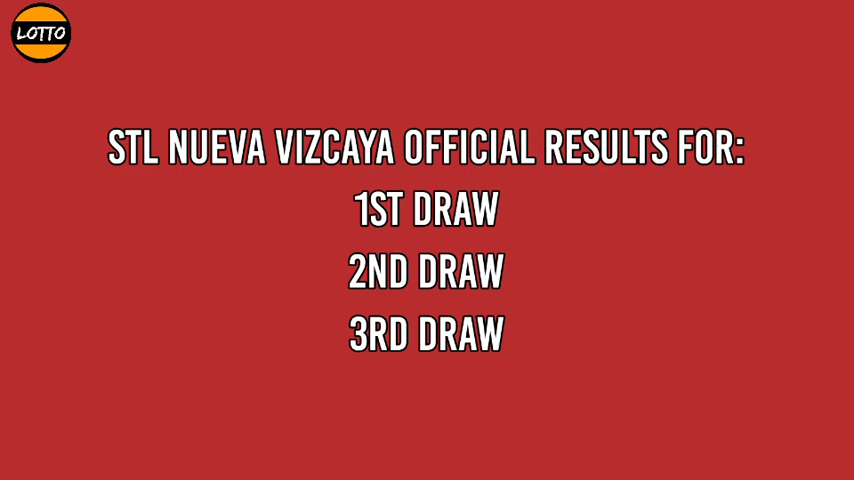 LOTTO
STL NUEVA VIZCAYA OFFICIAL RESULTS FOR:
1ST DRAW
2ND DRAW
3RD DRAW